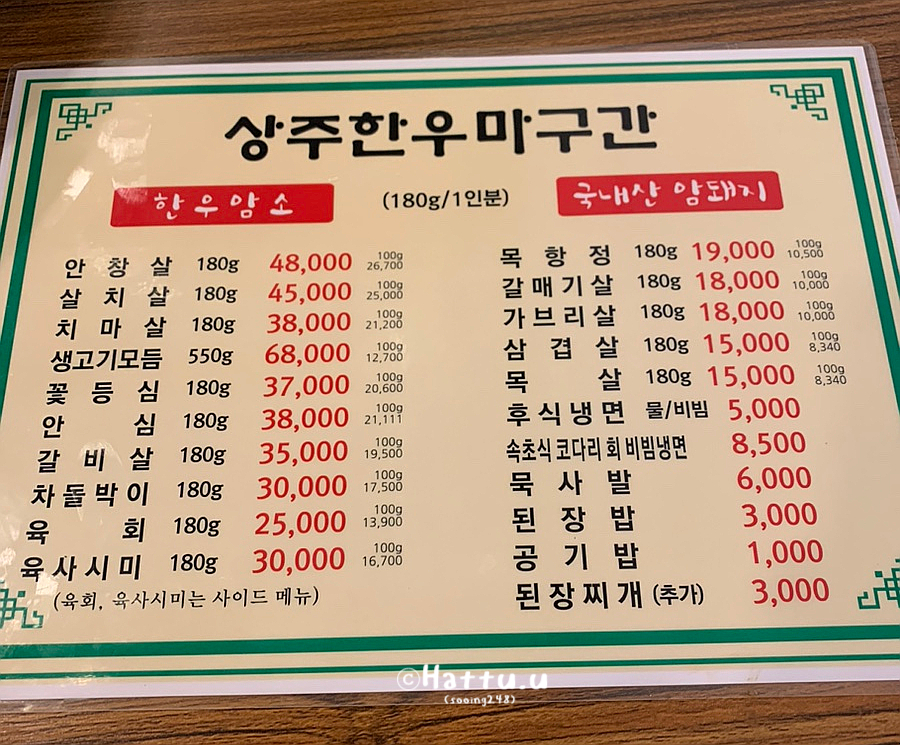 상주한우마구간
한우암소
(180g/1인분)
안창살 180g 48,000 100g 26,700
살치살 180g 45,000 100g 25,000
치마살 180g 38,000 100g 21,200
생고기모듬 550g 68,000 100g 12,700
꽃등심 180g 37,000 100g 20,600
안심 180g 38,000 100g 21,111
갈비살 180g 35,000 100g 19,500
차돌박이 180g 30,000 100g 17,500
육회 180g 25,000 100g 13,900
육사시미 180g 30,000 100g 16,700
(육회, 육사시미는 사이드 메뉴)
국내산 암돼지
목항정 180g 19,000 100g 10,500
갈매기살 180g 18,000 100g 10,000
가브리살 180g 18,000 100g 10,000
삼겹살 180g 15,000 100g 8,340
목살 180g 15,000 100g 8,340
후식냉면 물/비빔 5,000
속초식 코다리 회 비빔냉면 8,500
묵사발 6,000
된장밥 3,000
공기밥 1,000
된장찌개 (추가) 3,000
©Hattu.u
(sooing248)